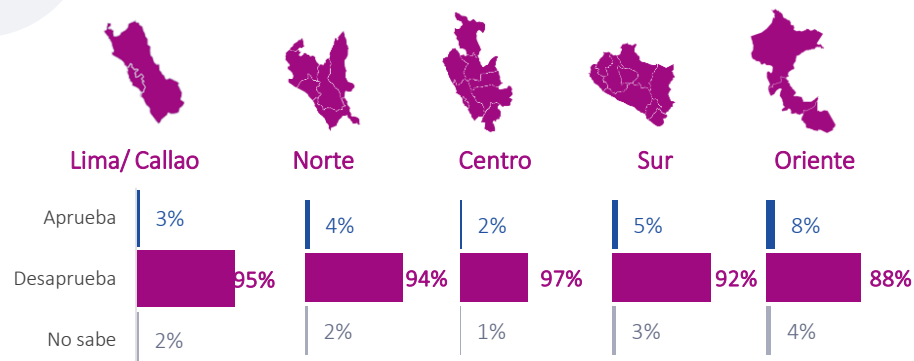 Lima/ Callao Norte Centro Sur Oriente
Aprueba 3% 4% 2% 5% 8%
Desaprueba 95% 94% 97% 92% 88%
No sabe 2% 2% 1% 3% 4%